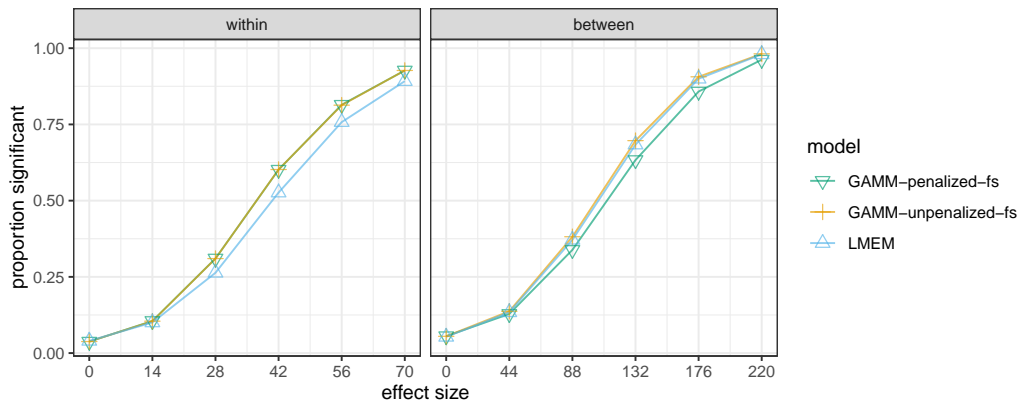 within
between
1.00
0.75
0.50
0.25
0.00
proportion significant
0 14 28 42 56 70
0 44 88 132 176 220
effect size
model
GAMM−penalized−fs
GAMM−unpenalized−fs
LMEM